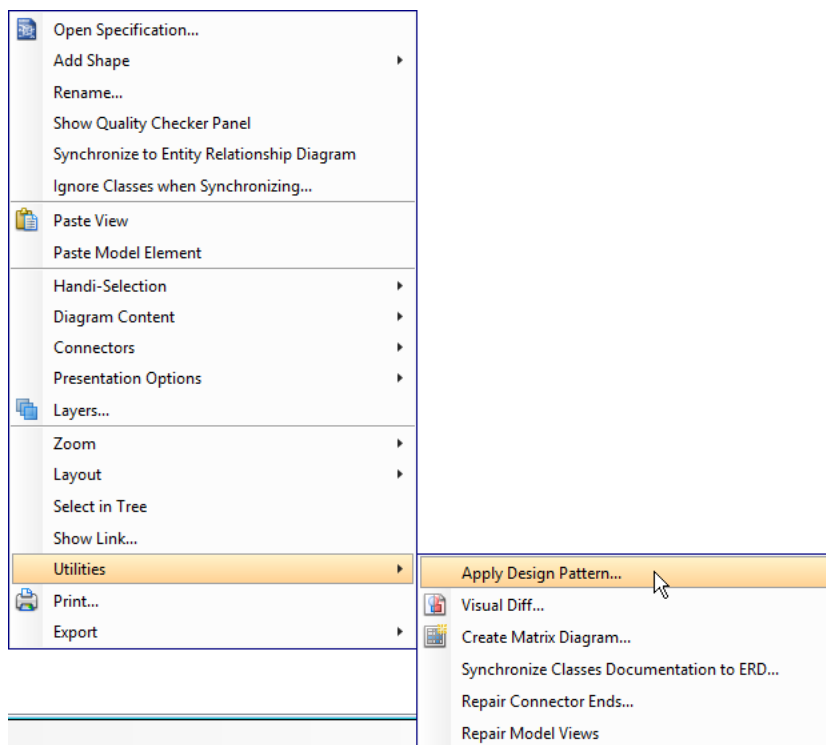 Open Specification...
Add Shape
Rename...
Show Quality Checker Panel
Synchronize to Entity Relationship Diagram
Ignore Classes when Synchronizing...
Paste View
Paste Model Element
Handi-Selection
Diagram Content
Connectors
Presentation Options
Layers...
Zoom
Layout
Select in Tree
Show Link...
Utilities
Print...
Export
Apply Design Pattern...
Visual Diff...
Create Matrix Diagram...
Synchronize Classes Documentation to ERD...
Repair Connector Ends...
Repair Model Views